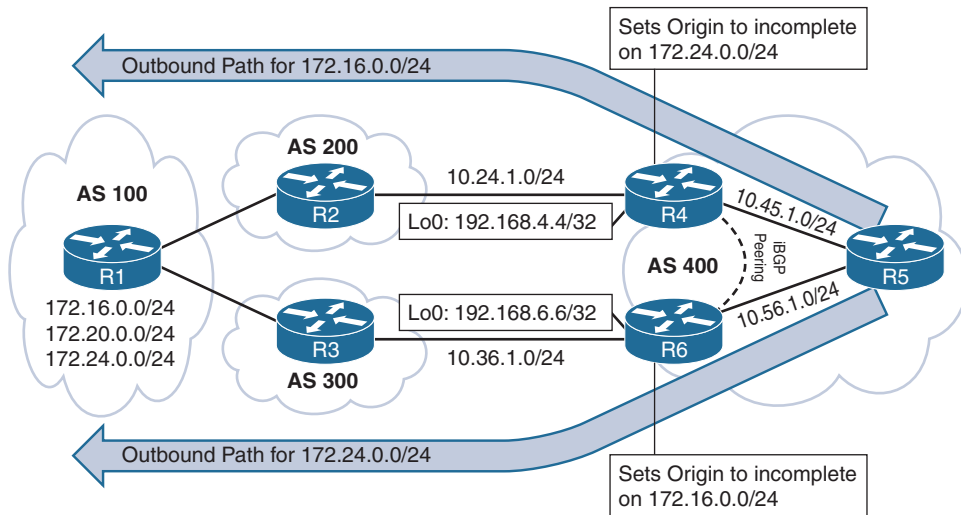 Sets Origin to incomplete
on 172.24.0.0/24
Outbound Path for 172.16.0.0/24
AS 200
10.24.1.0/24
AS 100
R2
R4
10.45.1.0/24
Lo0: 192.168.4.4/32
R1
iBGP
Peering
AS 400
R5
172.16.0.0/24
172.20.0.0/24
172.24.0.0/24
Lo0: 192.168.6.6/32
10.56.1.0/24
R3
R6
10.36.1.0/24
AS 300
Outbound Path for 172.24.0.0/24
Sets Origin to incomplete
on 172.16.0.0/24